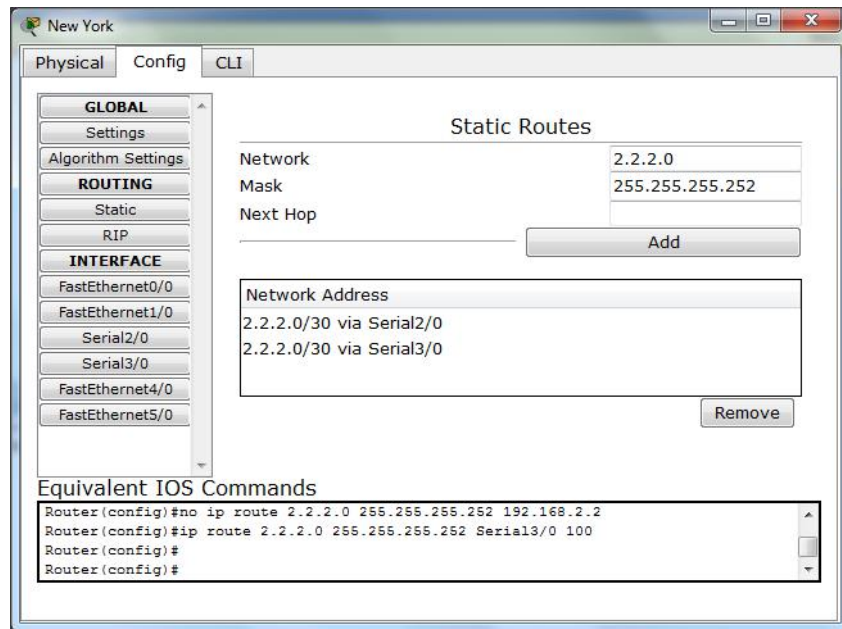 New York
Physical Config CLI
GLOBAL
Settings
Algorithm Settings
ROUTING
Static
RIP
INTERFACE
FastEthernet0/0
FastEthernet1/0
Serial2/0
Serial3/0
FastEthernet4/0
FastEthernet5/0
Static Routes
Network 2.2.2.0
Mask 255.255.255.252
Next Hop
Add
Network Address
2.2.2.0/30 via Serial2/0
2.2.2.0/30 via Serial3/0
Remove
Equivalent IOS Commands
Router(config)#no ip route 2.2.2.0 255.255.255.252 192.168.2.2
Router(config)#ip route 2.2.2.0 255.255.255.252 Serial3/0 100
Router(config)#
Router(config)#